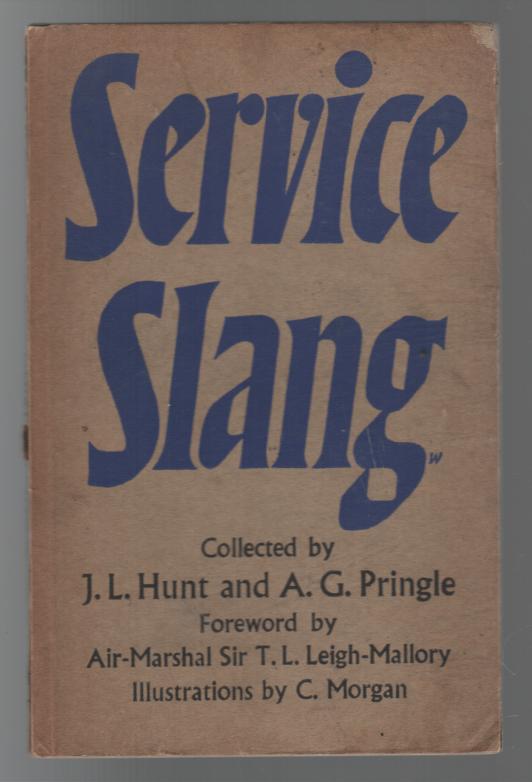 Service
Slang
W
Collected by
J. L. Hunt and A. G. Pringle
Foreword by
Air-Marshal Sir T. L. Leigh-Mallory
Illustrations by C. Morgan